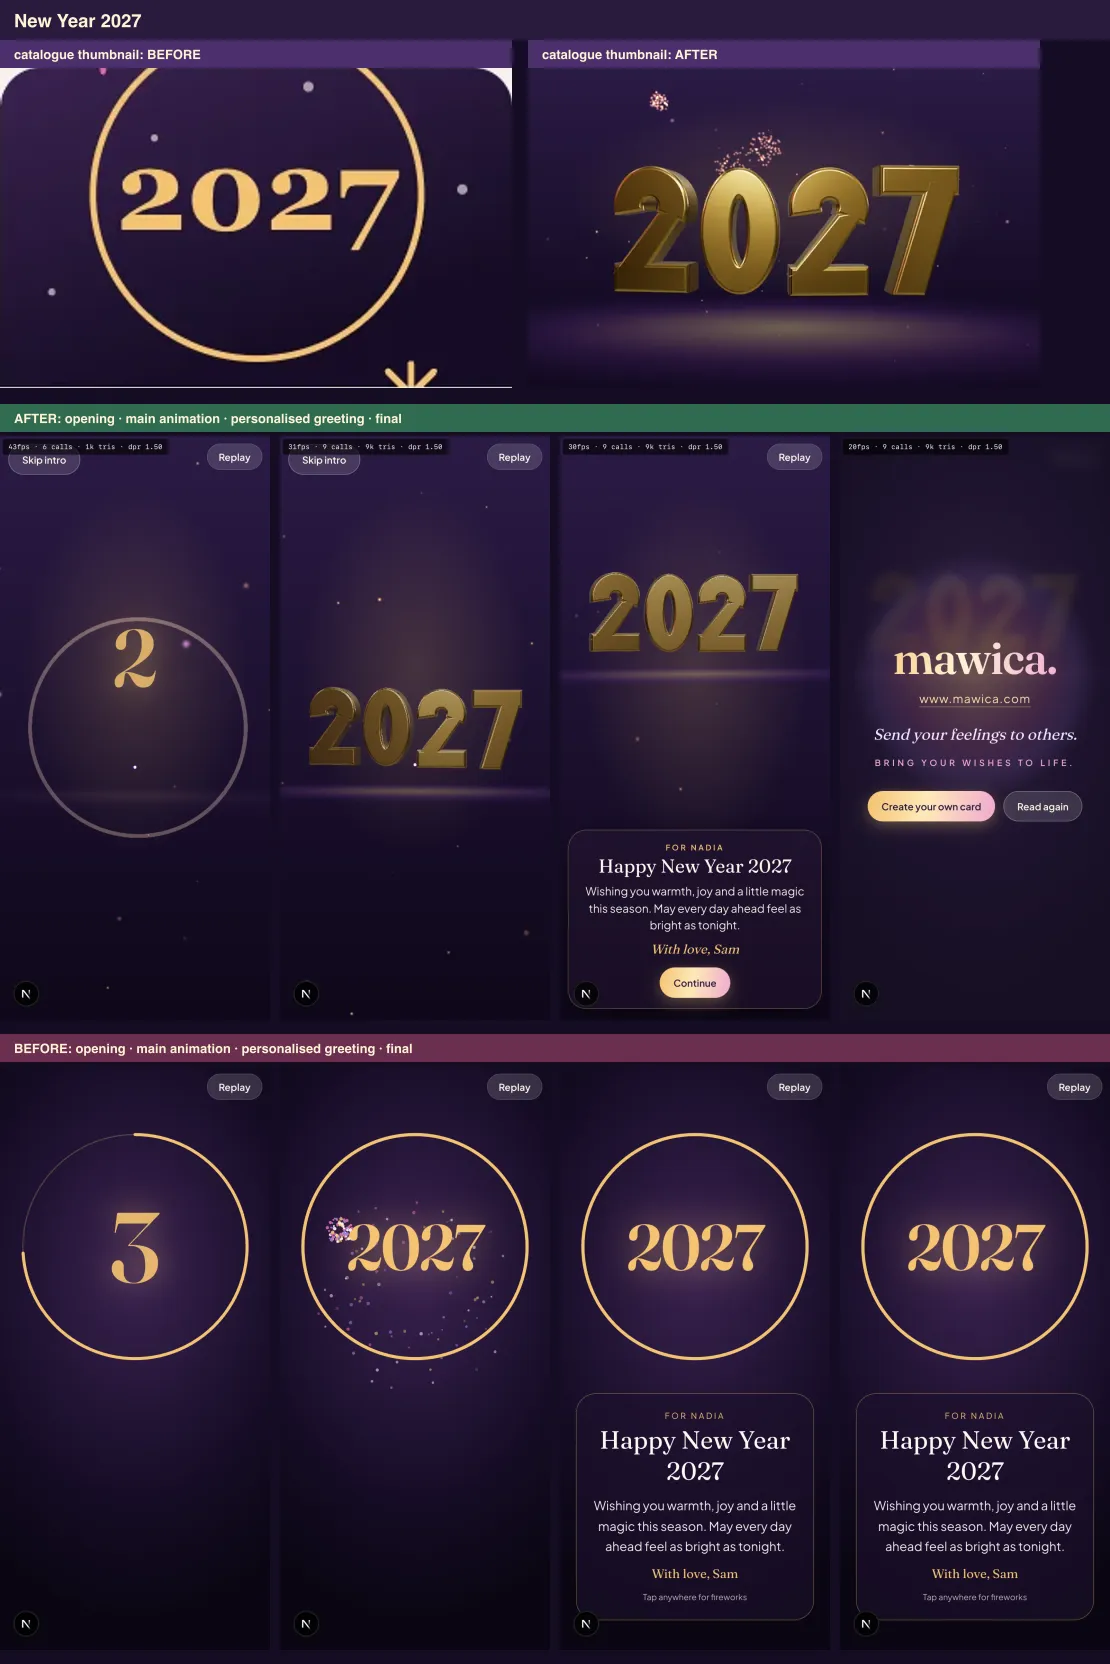 New Year 2027
catalogue thumbnail: BEFORE
catalogue thumbnail: AFTER
2027
2027
AFTER: opening · main animation · personalised greeting · final
43fps · 6 calls · 1k tris · dpr 1.50
Skip intro
Replay
2
31fps · 9 calls · 9k tris · dpr 1.50
Skip intro
Replay
2027
30fps · 9 calls · 9k tris · dpr 1.50
Replay
2027
FOR NADIA
Happy New Year 2027
Wishing you warmth, joy and a little magic
this season. May every day ahead feel as
bright as tonight.
With love, Sam
Continue
20fps · 9 calls · 9k tris · dpr 1.50
2027
mawica.
www.mawica.com
Send your feelings to others.
BRING YOUR WISHES TO LIFE.
Create your own card
Read again
N
N
N
N
BEFORE: opening · main animation · personalised greeting · final
Replay
3
Replay
2027
Replay
2027
FOR NADIA
Happy New Year
2027
Wishing you warmth, joy and a little
magic this season. May every day
ahead feel as bright as tonight.
With love, Sam
Tap anywhere for fireworks
Replay
2027
FOR NADIA
Happy New Year
2027
Wishing you warmth, joy and a little
magic this season. May every day
ahead feel as bright as tonight.
With love, Sam
Tap anywhere for fireworks
N
N
N
N